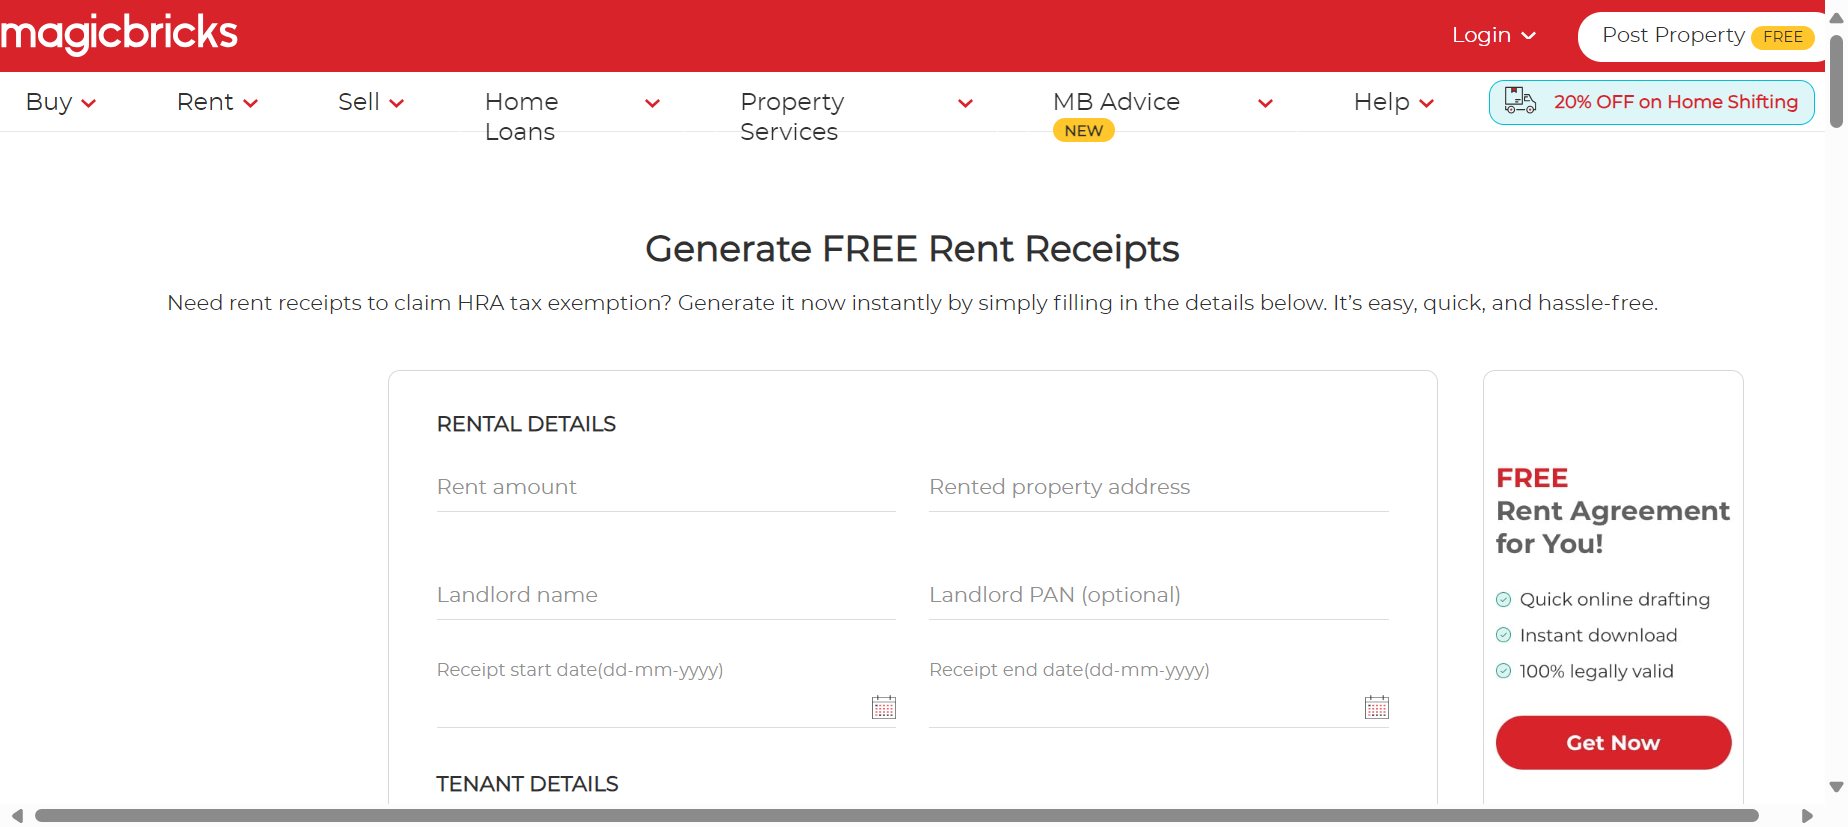 magicbricks
Login
Post Property FREE
Buy
Rent
Sell
Home Loans
Property Services
MB Advice NEW
Help
20% OFF on Home Shifting
Generate FREE Rent Receipts
Need rent receipts to claim HRA tax exemption? Generate it now instantly by simply filling in the details below. It’s easy, quick, and hassle-free.
RENTAL DETAILS
Rent amount
Rented property address
Landlord name
Landlord PAN (optional)
Receipt start date(dd-mm-yyyy)
Receipt end date(dd-mm-yyyy)
TENANT DETAILS
FREE
Rent Agreement
for You!
Quick online drafting
Instant download
100% legally valid
Get Now